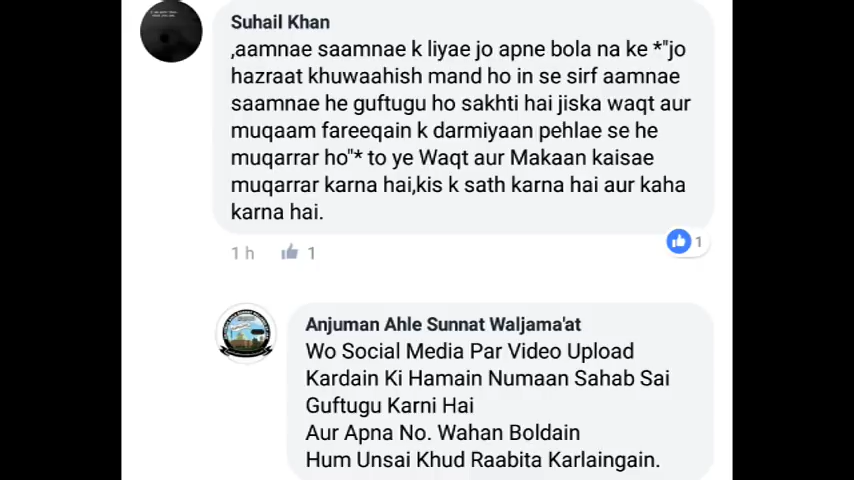 Suhail Khan
,aamnae saamnae k liyae jo apne bola na ke *"jo
hazraat khuwaahish mand ho in se sirf aamnae
saamnae he guftugu ho sakhti hai jiska waqt aur
muqaam fareeqain k darmiyaan pehlae se he
muqarrar ho"* to ye Waqt aur Makaan kaisae
muqarrar karna hai,kis k sath karna hai aur kaha
karna hai.
1 h 1
1
Anjuman Ahle Sunnat Waljama'at
Wo Social Media Par Video Upload
Kardain Ki Hamain Numaan Sahab Sai
Guftugu Karni Hai
Aur Apna No. Wahan Boldain
Hum Unsai Khud Raabita Karlaingain.